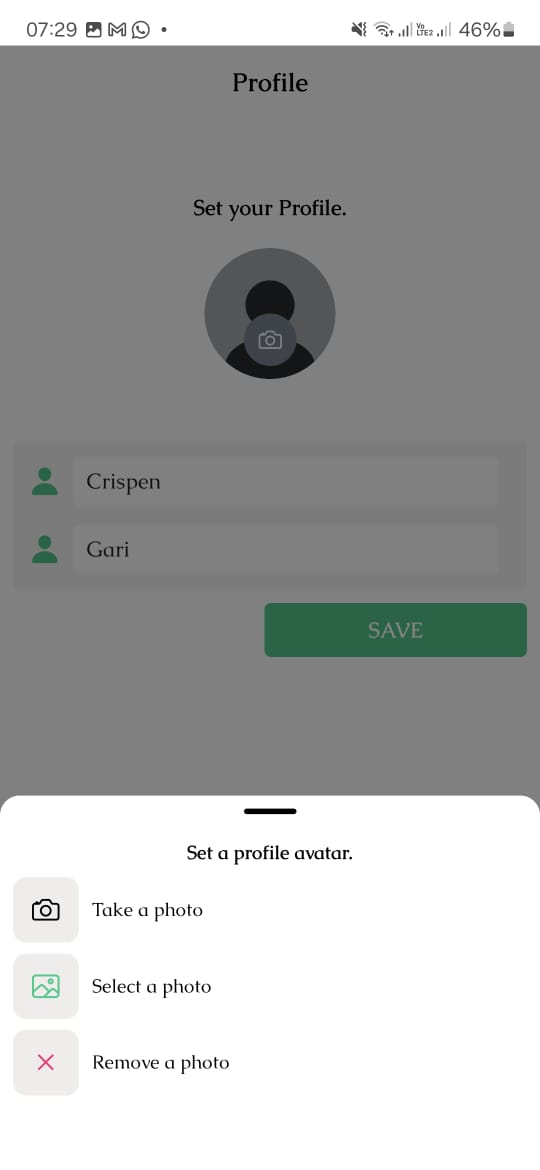 07:29
Vo
LTE2
46%
Profile
Set your Profile.
Crispen
Gari
SAVE
Set a profile avatar.
Take a photo
Select a photo
Remove a photo